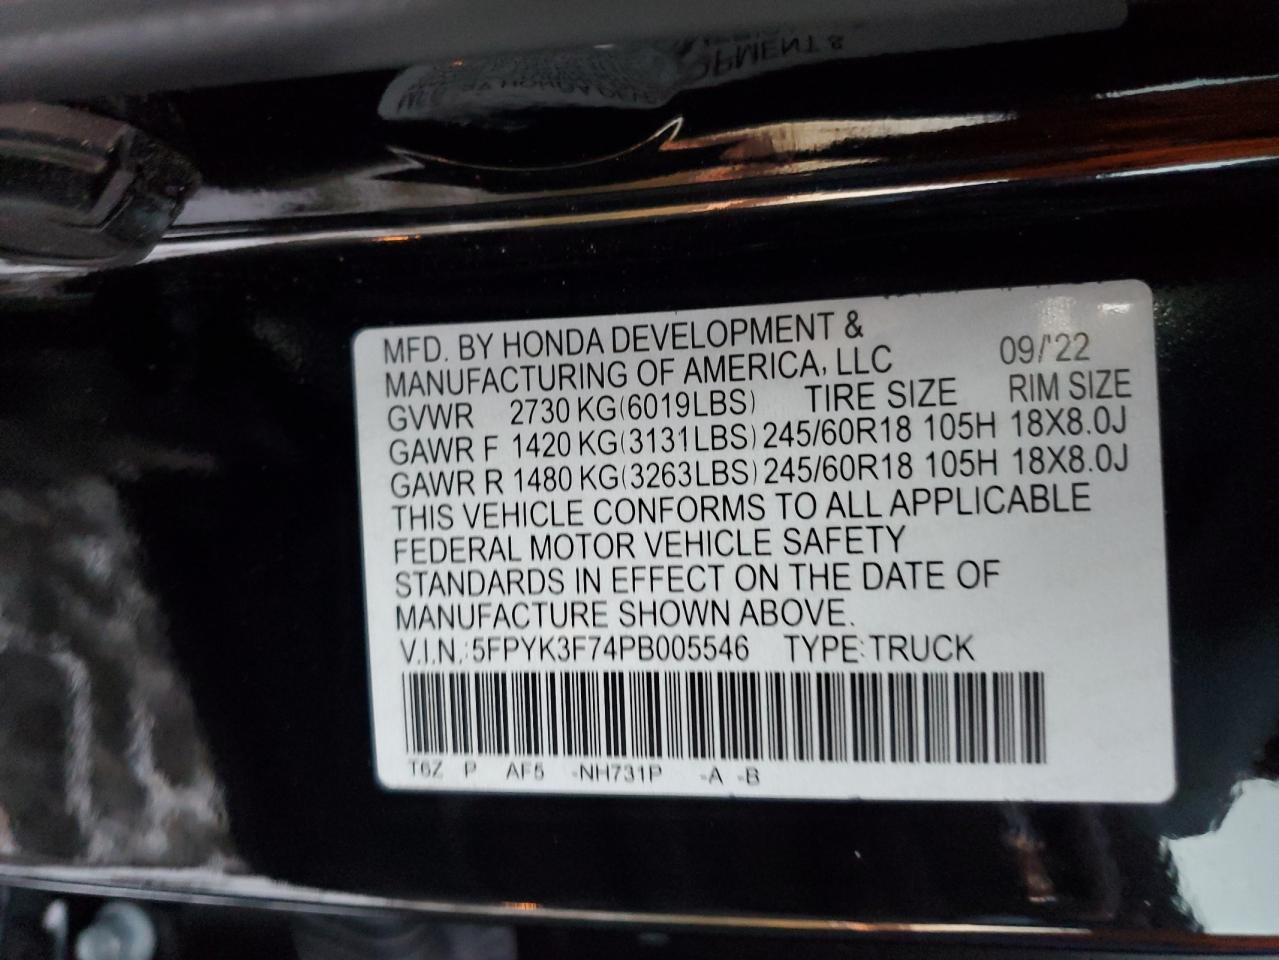 MFD. BY HONDA DEVELOPMENT &
MANUFACTURING OF AMERICA, LLC 09/'22
GVWR 2730 KG(6019LBS) TIRE SIZE RIM SIZE
GAWR F 1420 KG(3131LBS) 245/60R18 105H 18X8.0J
GAWR R 1480 KG(3263LBS) 245/60R18 105H 18X8.0J
THIS VEHICLE CONFORMS TO ALL APPLICABLE
FEDERAL MOTOR VEHICLE SAFETY
STANDARDS IN EFFECT ON THE DATE OF
MANUFACTURE SHOWN ABOVE.
V.I.N.:5FPYK3F74PB005546 TYPE:TRUCK
T6Z P AF5 -NH731P -A -B